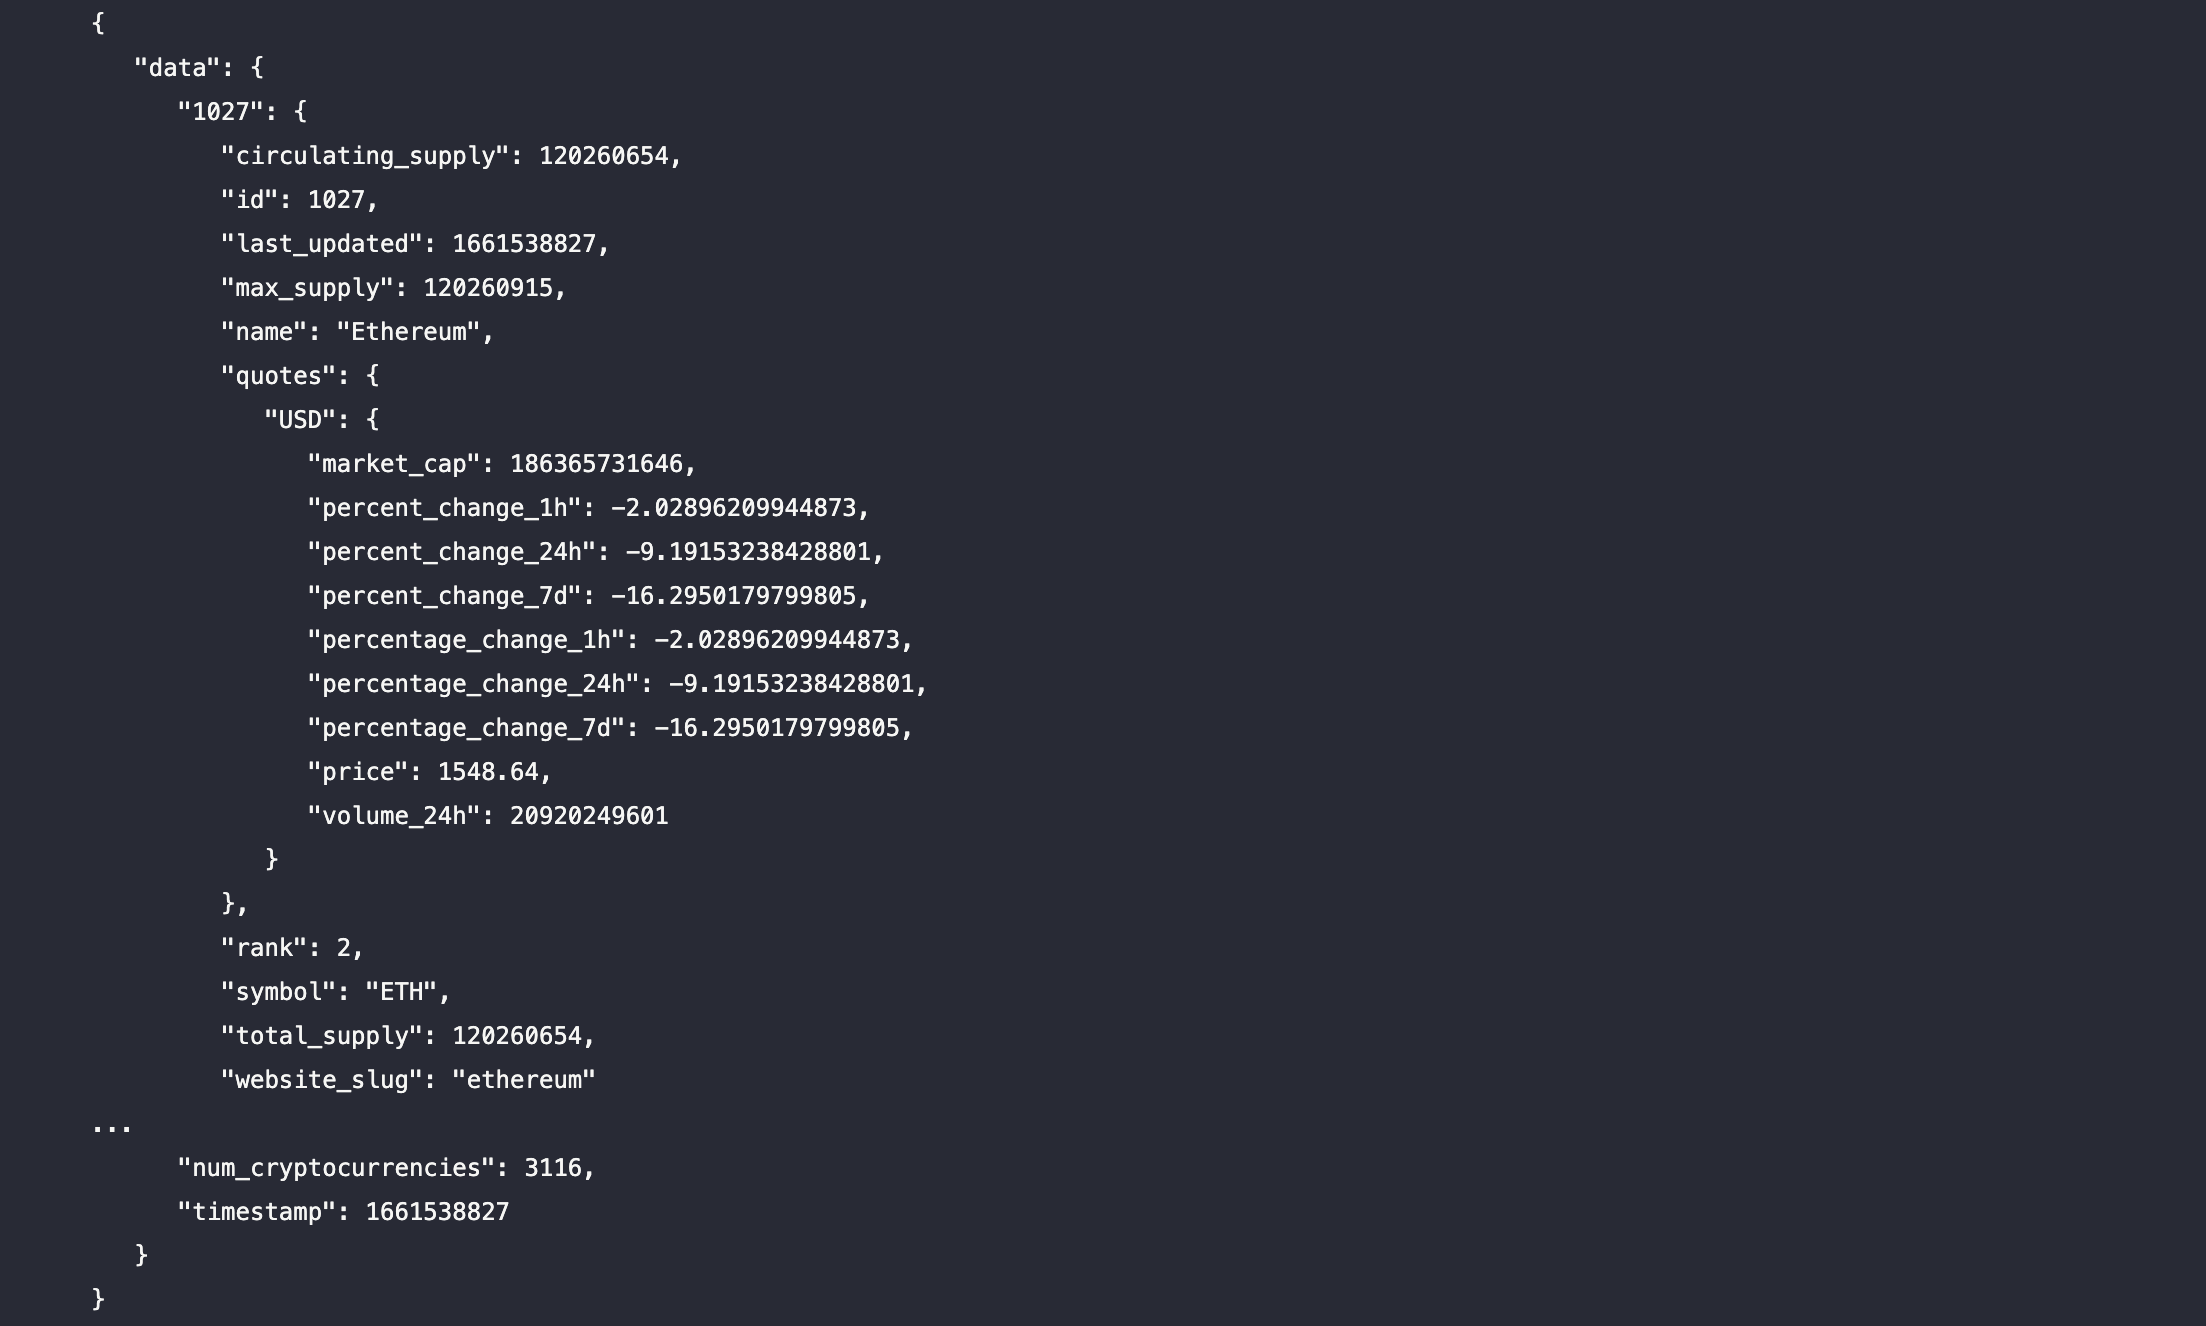 {
   "data": {
      "1027": {
         "circulating_supply": 120260654,
         "id": 1027,
         "last_updated": 1661538827,
         "max_supply": 120260915,
         "name": "Ethereum",
         "quotes": {
            "USD": {
               "market_cap": 186365731646,
               "percent_change_1h": -2.02896209944873,
               "percent_change_24h": -9.19153238428801,
               "percent_change_7d": -16.2950179799805,
               "percentage_change_1h": -2.02896209944873,
               "percentage_change_24h": -9.19153238428801,
               "percentage_change_7d": -16.2950179799805,
               "price": 1548.64,
               "volume_24h": 20920249601
            }
         },
         "rank": 2,
         "symbol": "ETH",
         "total_supply": 120260654,
         "website_slug": "ethereum"
...
      "num_cryptocurrencies": 3116,
      "timestamp": 1661538827
   }
}